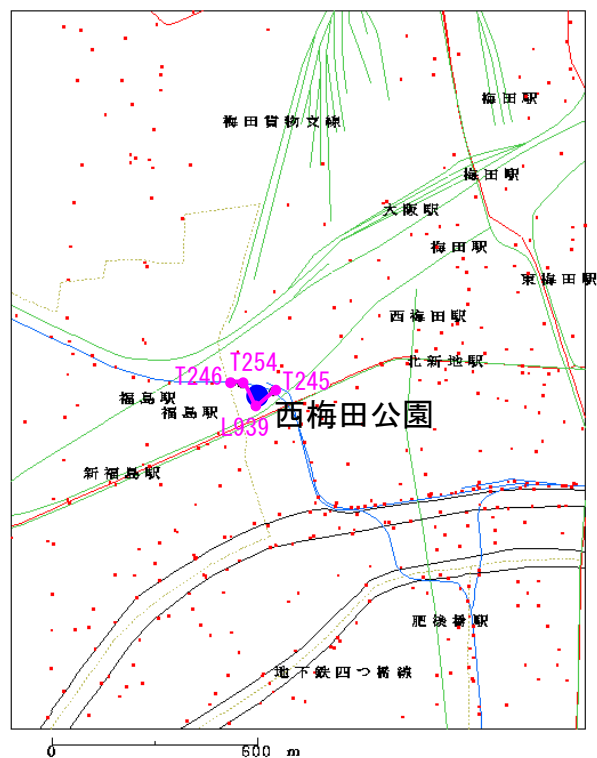 梅田駅
梅田貨物支線
梅田駅
大阪駅
梅田駅
東梅田駅
西梅田駅
北新地駅
T254
T246
T245
福島駅
福島駅
西梅田公園
L939
新福島駅
肥後橋駅
地下鉄四つ橋線
0 600 m